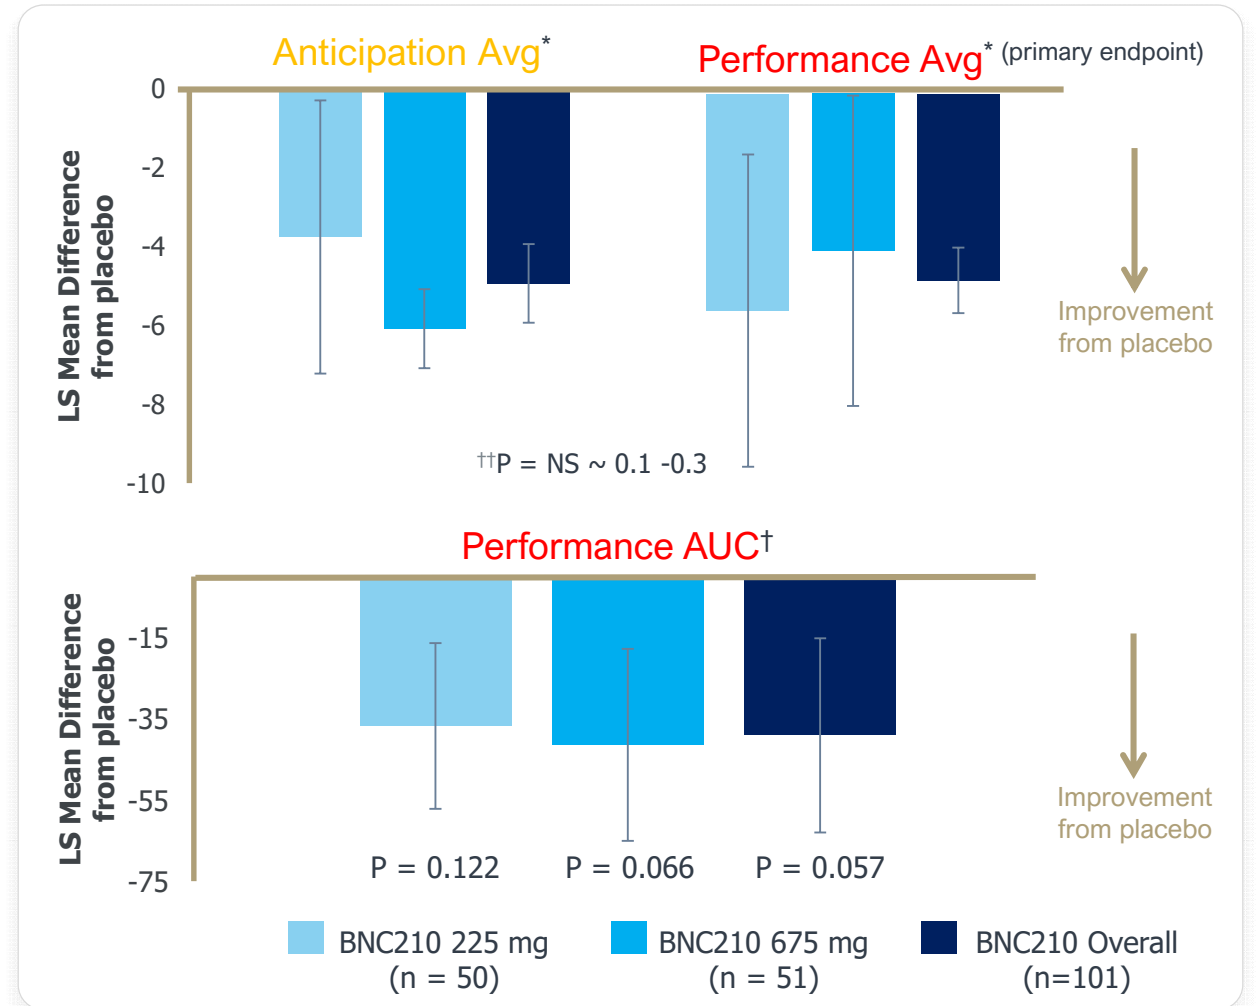 Anticipation Avg*
Performance Avg* (primary endpoint)
0
-2
-4
-6
-8
-10
LS Mean Difference
from placebo
Improvement
from placebo
††P = NS ~ 0.1 -0.3
Performance AUC†
-15
-35
-55
-75
LS Mean Difference
from placebo
Improvement
from placebo
P = 0.122
P = 0.066
P = 0.057
BNC210 225 mg
(n = 50)
BNC210 675 mg
(n = 51)
BNC210 Overall
(n=101)